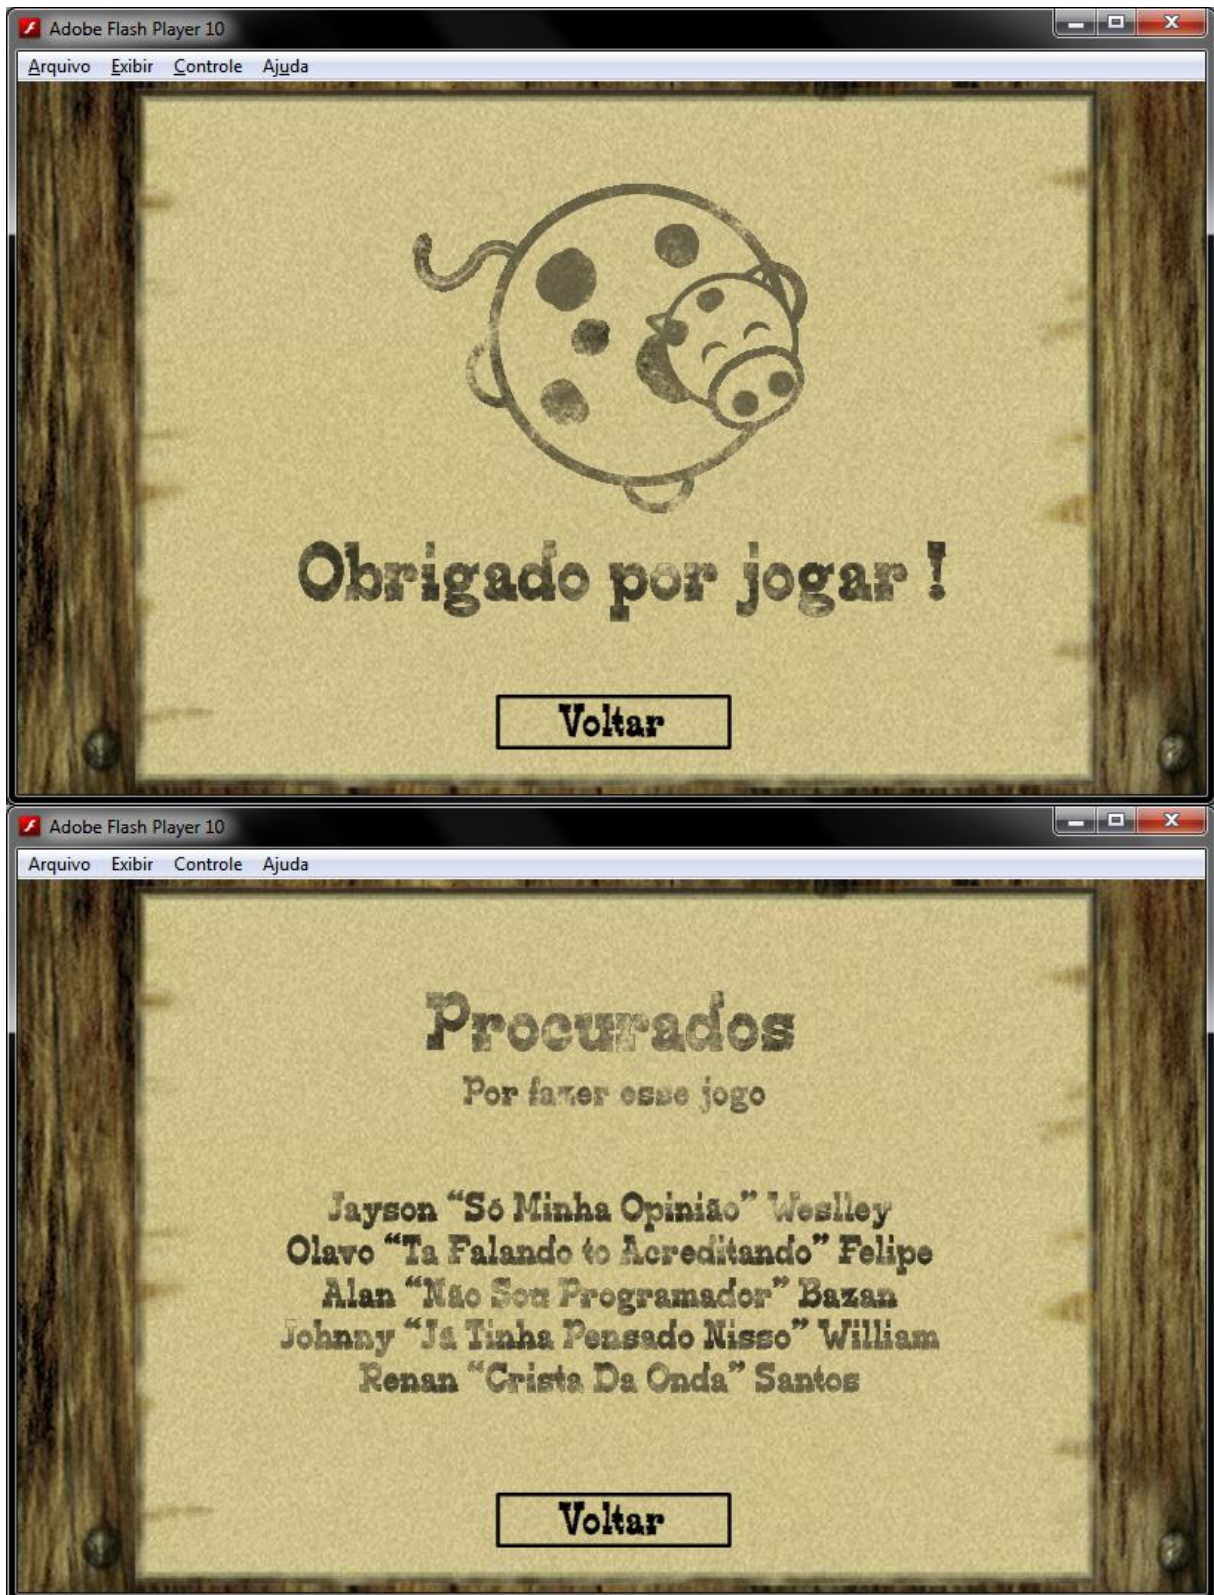 Adobe Flash Player 10
Arquivo Exibir Controle Ajuda
Obrigado por jogar !
Voltar
Adobe Flash Player 10
Arquivo Exibir Controle Ajuda
Procurados
Por fazer esse jogo
Jayson “Só Minha Opinião” Weslley
Olavo “Ta Falando to Acreditando” Felipe
Alan “Não Sou Programador” Bazan
Johnny “Já Tinha Pensado Nisso” William
Renan “Crista Da Onda” Santos
Voltar